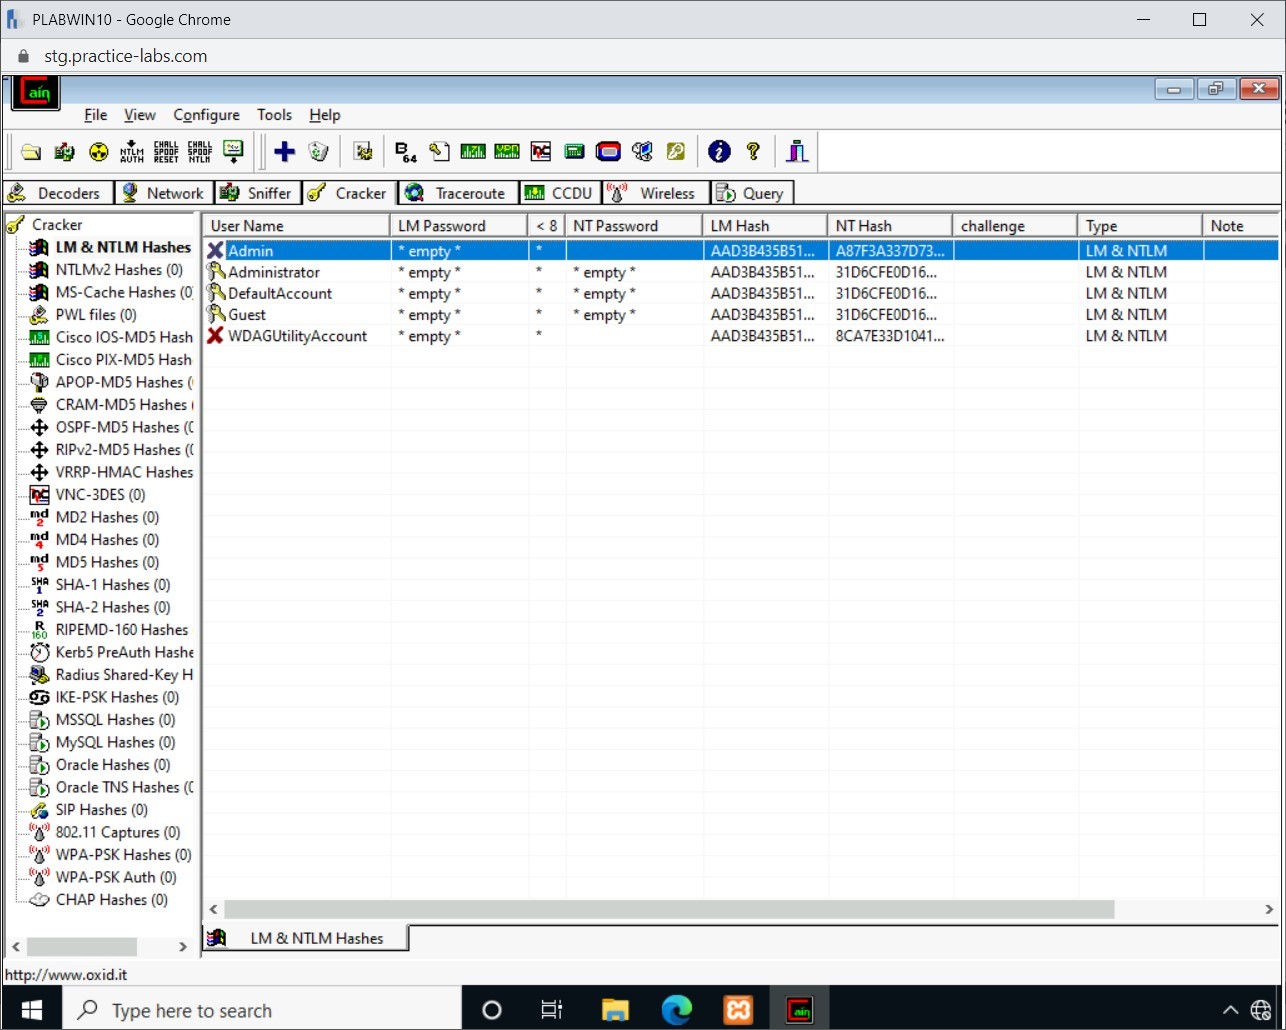 PLABWIN10 - Google Chrome
stg.practice-labs.com
Cain
File View Configure Tools Help
NTLM AUTH CHALL SPOOF RESET CHALL SPOOF NTLM B64
Decoders Network Sniffer Cracker Traceroute CCDU Wireless Query
Cracker
LM & NTLM Hashes
NTLMv2 Hashes (0)
MS-Cache Hashes (0)
PWL files (0)
Cisco IOS-MD5 Hash
Cisco PIX-MD5 Hash
APOP-MD5 Hashes (
CRAM-MD5 Hashes
OSPF-MD5 Hashes (0
RIPv2-MD5 Hashes (0
VRRP-HMAC Hashes
VNC-3DES (0)
MD2 Hashes (0)
MD4 Hashes (0)
MD5 Hashes (0)
SHA-1 Hashes (0)
SHA-2 Hashes (0)
RIPEMD-160 Hashes
Kerb5 PreAuth Hashe
Radius Shared-Key H
IKE-PSK Hashes (0)
MSSQL Hashes (0)
MySQL Hashes (0)
Oracle Hashes (0)
Oracle TNS Hashes (0
SIP Hashes (0)
802.11 Captures (0)
WPA-PSK Hashes (0)
WPA-PSK Auth (0)
CHAP Hashes (0)
User Name LM Password < 8 NT Password LM Hash NT Hash challenge Type Note
Admin * empty * * AAD3B435B51... A87F3A337D73... LM & NTLM
Administrator * empty * * * empty * AAD3B435B51... 31D6CFE0D16... LM & NTLM
DefaultAccount * empty * * * empty * AAD3B435B51... 31D6CFE0D16... LM & NTLM
Guest * empty * * * empty * AAD3B435B51... 31D6CFE0D16... LM & NTLM
WDAGUtilityAccount * empty * * AAD3B435B51... 8CA7E33D1041... LM & NTLM
LM & NTLM Hashes
http://www.oxid.it
Type here to search